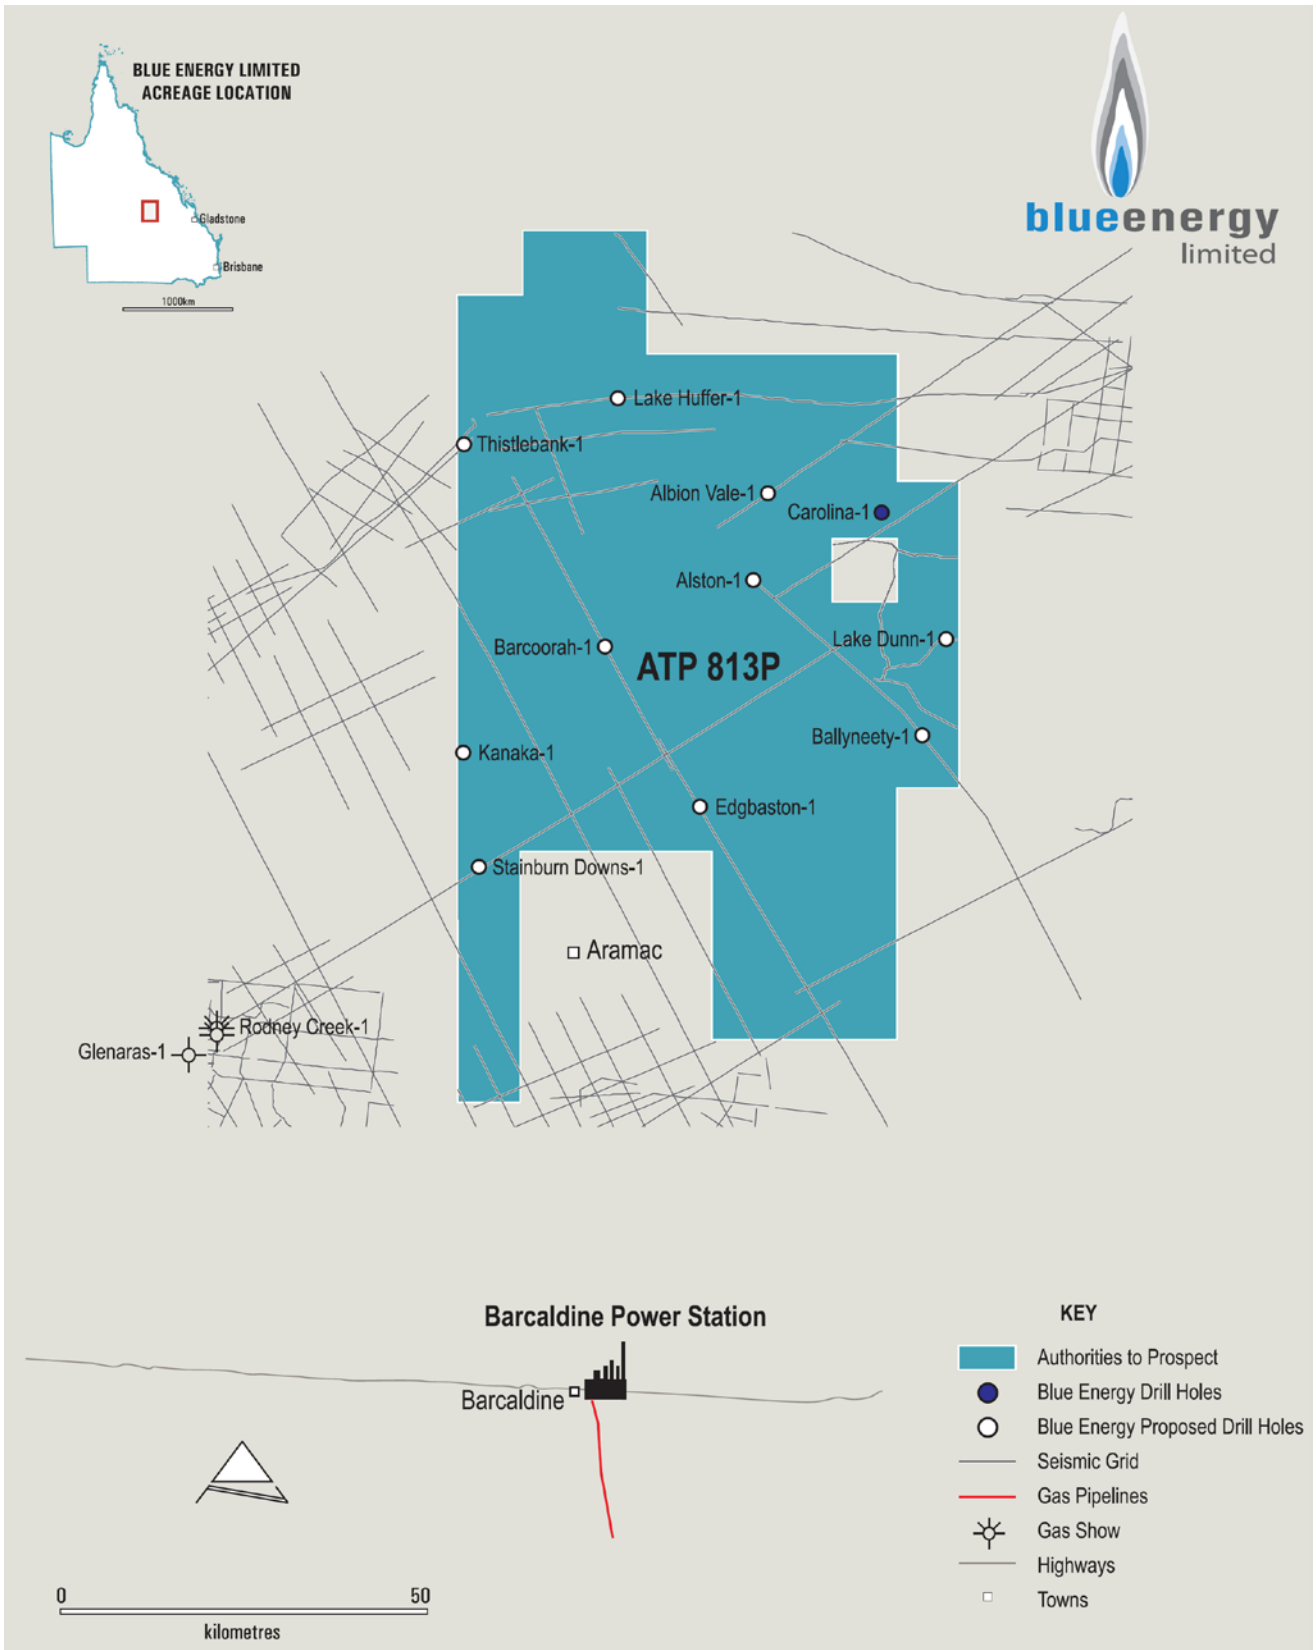 BLUE ENERGY LIMITED
ACREAGE LOCATION
Gladstone
Brisbane
1000km
blueenergy
limited
Lake Huffer-1
Thistlebank-1
Albion Vale-1
Carolina-1
Alston-1
Lake Dunn-1
Barcoorah-1
ATP 813P
Ballyneety-1
Kanaka-1
Edgbaston-1
Stainburn Downs-1
Aramac
Rodney Creek-1
Glenaras-1
Barcaldine Power Station
Barcaldine
KEY
Authorities to Prospect
Blue Energy Drill Holes
Blue Energy Proposed Drill Holes
Seismic Grid
Gas Pipelines
Gas Show
Highways
Towns
0 50
kilometres